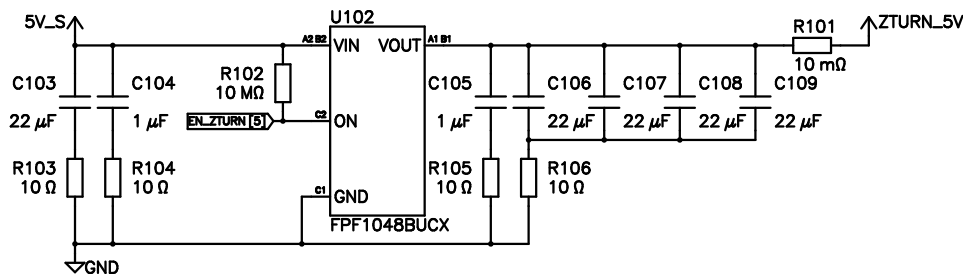 5V_S
U102
R101
ZTURN_5V
A2 B2
VIN
VOUT
A1 B1
10 mΩ
C103
C104
R102
10 MΩ
C105
C106
C107
C108
C109
22 µF
1 µF
EN_ZTURN [5]
C2
ON
1 µF
22 µF
22 µF
22 µF
22 µF
R103
10 Ω
R104
10 Ω
C1
GND
R105
10 Ω
R106
10 Ω
FPF1048BUCX
GND